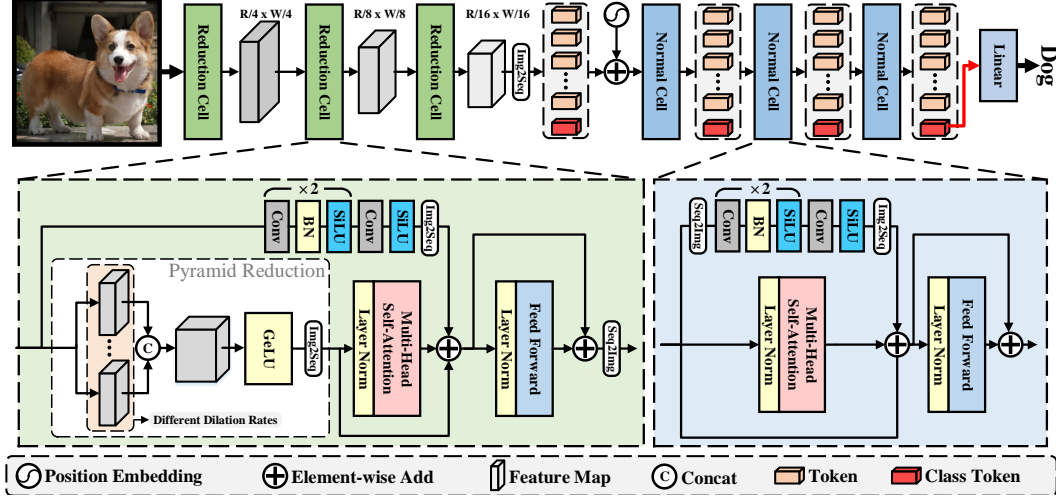 R/4 x W/4
R/8 x W/8
R/16 x W/16
Reduction Cell
Reduction Cell
Reduction Cell
Img2Seq
Normal Cell
Normal Cell
Normal Cell
Linear
Dog
× 2
Conv
BN
SiLU
Conv
SiLU
Img2Seq
Pyramid Reduction
C
GeLU
Img2Seq
Layer Norm
Multi-Head
Self-Attention
Layer Norm
Feed Forward
Seq2Img
Different Dilation Rates
× 2
Seq2Img
Conv
BN
SiLU
Conv
SiLU
Img2Seq
Layer Norm
Multi-Head
Self-Attention
Layer Norm
Feed Forward
Position Embedding
Element-wise Add
Feature Map
C
Concat
Token
Class Token